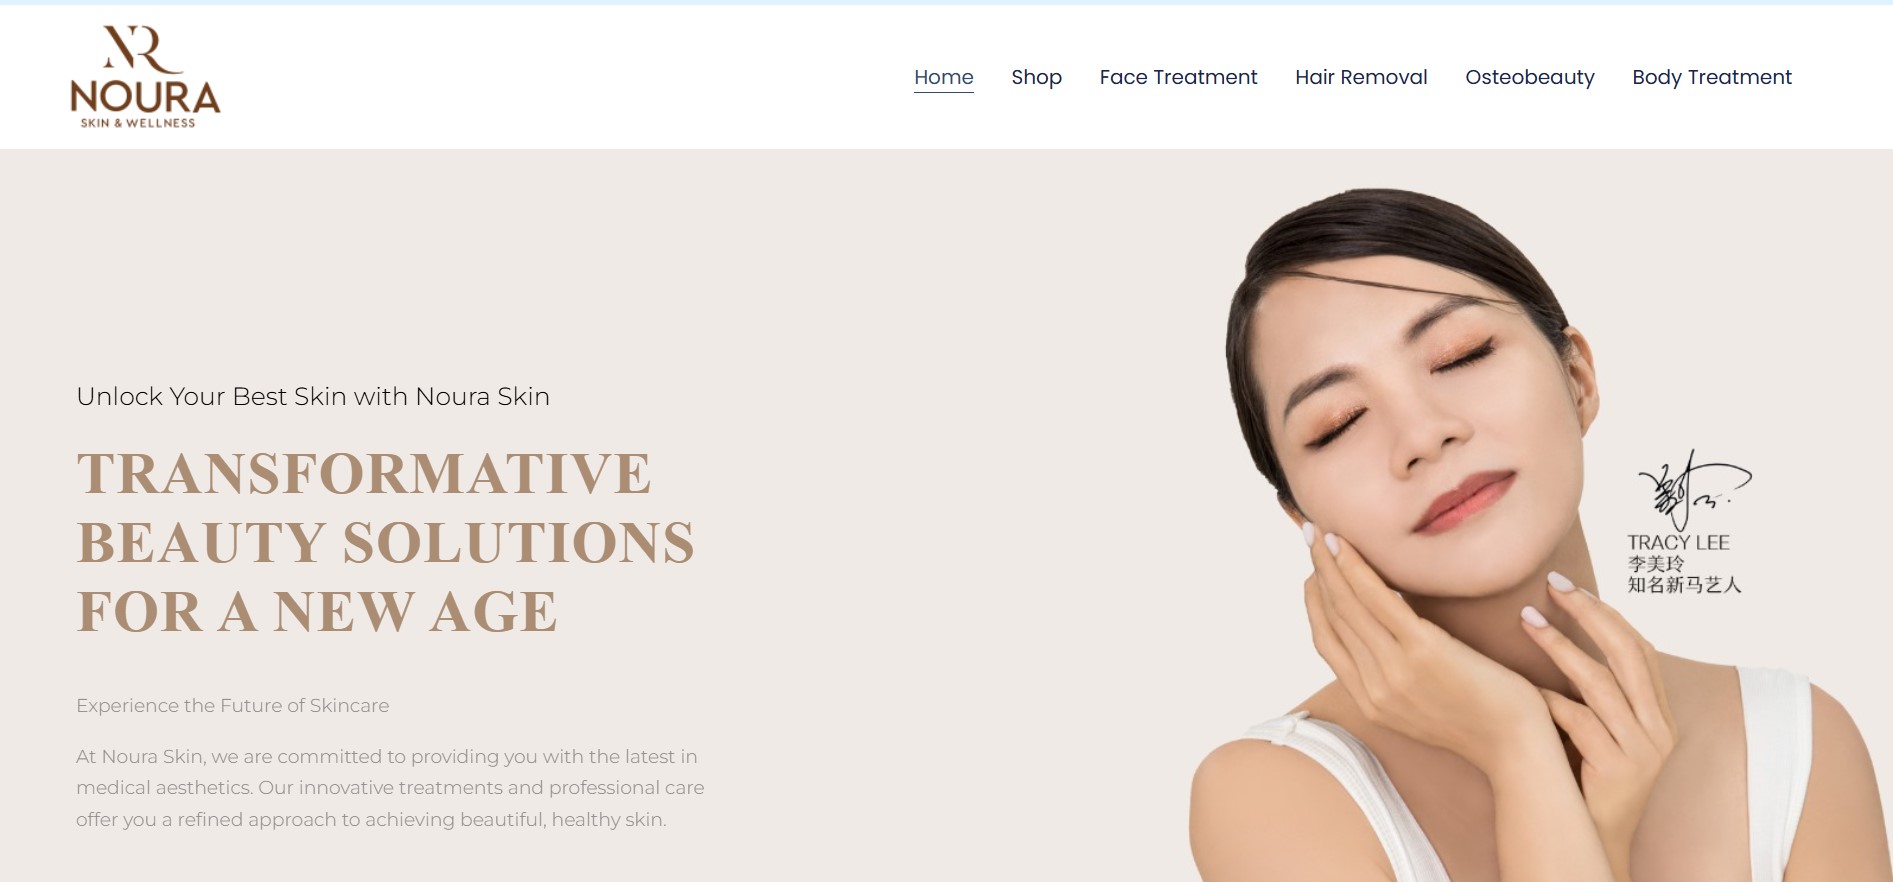 NR
NOURA
SKIN & WELLNESS
Home
Shop
Face Treatment
Hair Removal
Osteobeauty
Body Treatment
Unlock Your Best Skin with Noura Skin
TRANSFORMATIVE
BEAUTY SOLUTIONS
FOR A NEW AGE
Experience the Future of Skincare
At Noura Skin, we are committed to providing you with the latest in
medical aesthetics. Our innovative treatments and professional care
offer you a refined approach to achieving beautiful, healthy skin.
TRACY LEE
李美玲
知名新马艺人